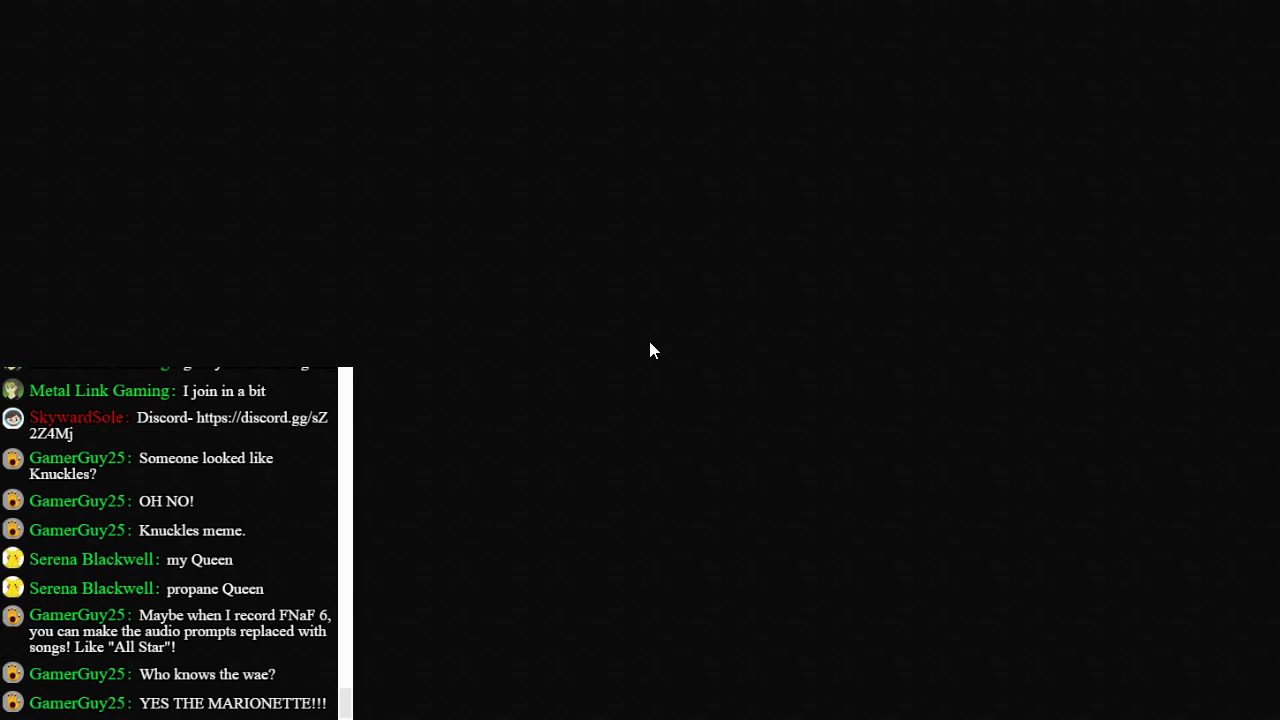 Metal Link Gaming: I join in a bit
SkywardSole: Discord- https://discord.gg/sZ
2Z4Mj
GamerGuy25: Someone looked like
Knuckles?
GamerGuy25: OH NO!
GamerGuy25: Knuckles meme.
Serena Blackwell: my Queen
Serena Blackwell: propane Queen
GamerGuy25: Maybe when I record FNaF 6,
you can make the audio prompts replaced with
songs! Like "All Star"!
GamerGuy25: Who knows the wae?
GamerGuy25: YES THE MARIONETTE!!!